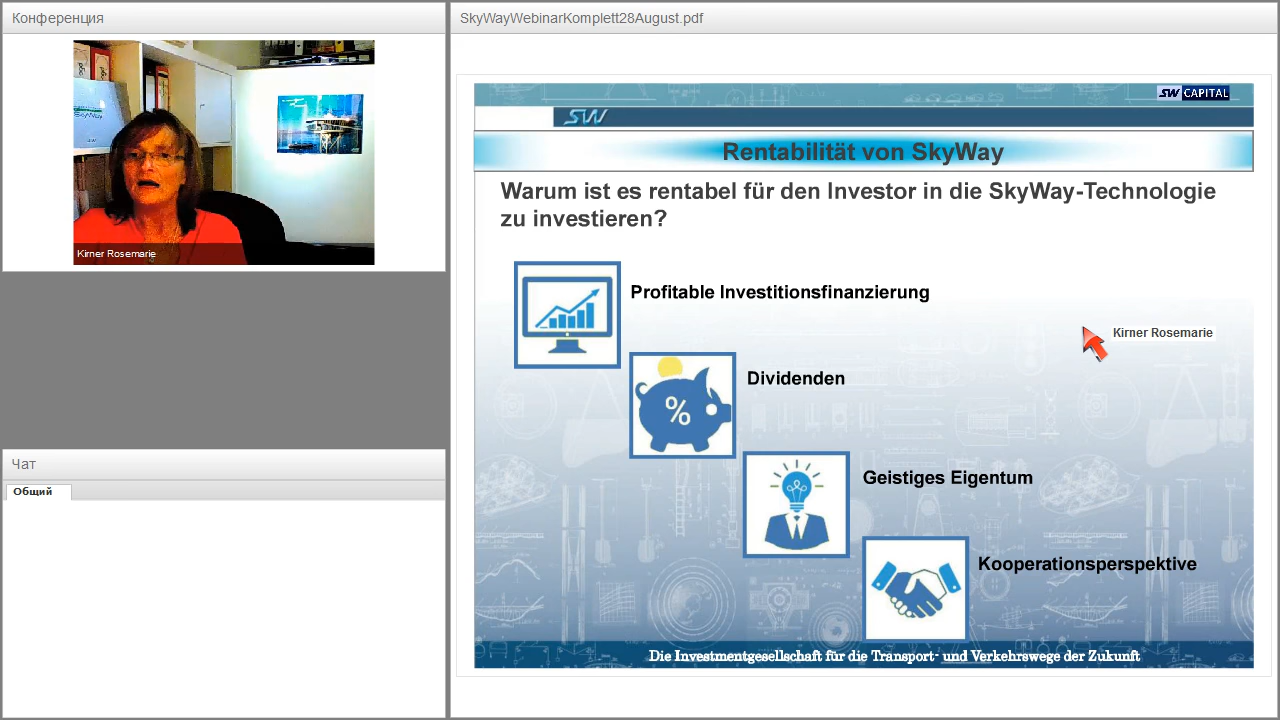 Конференция
Kirner Rosemarie
Чат
Общий
SkyWayWebinarKomplett28August.pdf
SW CAPITAL
SW
Rentabilität von SkyWay
Warum ist es rentabel für den Investor in die SkyWay-Technologie
zu investieren?
Profitable Investitionsfinanzierung
Kirner Rosemarie
Dividenden
%
Geistiges Eigentum
Kooperationsperspektive
Die Investmentgesellschaft für die Transport- und Verkehrswege der Zukunft